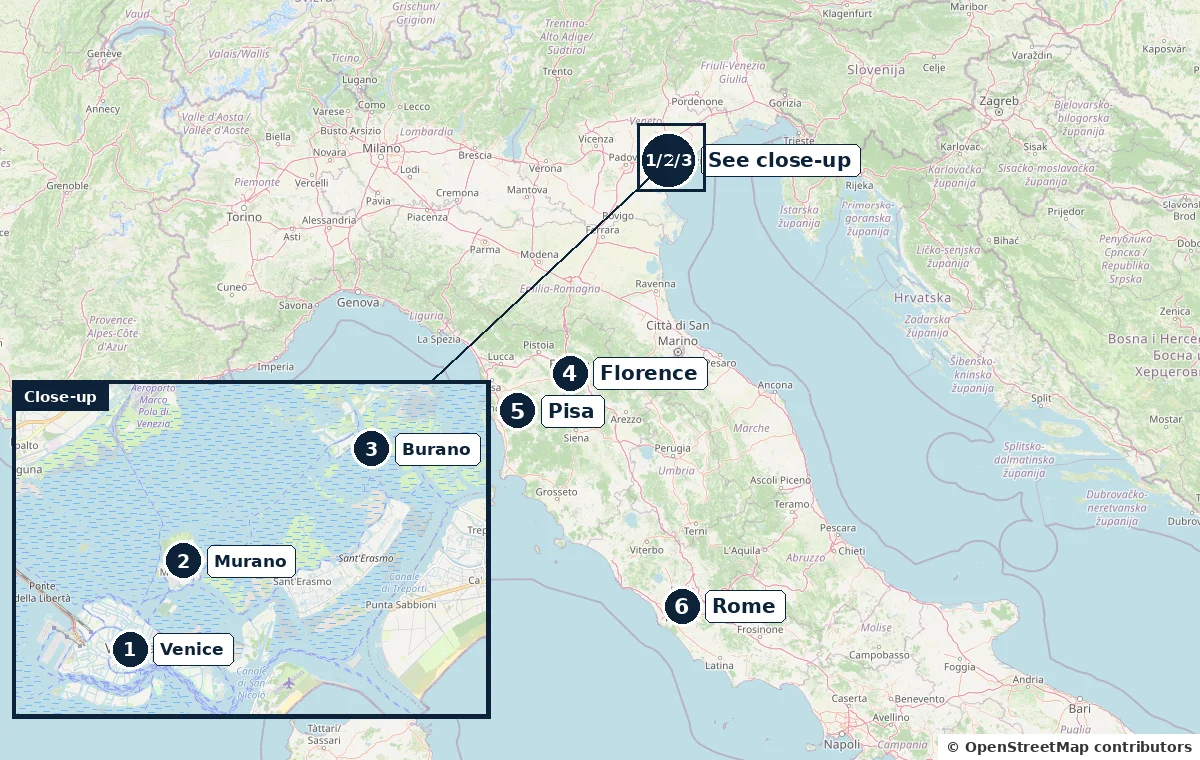 Genève
Vaud
Valais/Wallis
Grischun/
Grigioni
Ticino
Trentino-
Alto Adige/
Südtirol
Trento
Friuli-Venezia
Giulia
Klagenfurt
Maribor
Slovenija
Celje
Varaždin
Kaposvár
Annecy
Lugano
Como
Lecco
Varese
Valle d'Aosta
Vallée d'Aoste
Biella
Busto Arsizio
Lombardia
Milano
Novara
Brescia
Verona
Vicenza
Veneto
Pordenone
Gorizia
Trieste
Zagreb
Bjelovarsko-
bilogorska
županija
Karlovac
Sisak
1/2/3
See close-up
Grenoble
Piemonte
Vercelli
Lodi
Pavia
Cremona
Mantova
Rijeka
Karlovačka
županija
Sisačko-moslavačka
županija
Torino
Alessandria
Piacenza
Asti
Parma
Modena
Rovigo
Ferrara
Istarska
županija
Primorsko-
goranska
županija
Prijedor
Bihać
Ličko-senjska
županija
Република
Српска /
Republika
Srpska
Cuneo
Savona
Genova
Liguria
Emilia-Romagna
Ravenna
Hrvatska
Zadarska
županija
Zenica
Provence-
Alpes-Côte
d'Azur
La Spezia
Pistoia
Lucca
Città di San
Marino
Pesaro
Imperia
Ancona
Šibensko-
kninska
županija
Split
Bosna i Herce
Босна
Херцегови
4
Florence
5
Pisa
Arezzo
Siena
Perugia
Marche
Umbria
Mostar
Splitsko-
dalmatinska
županija
Dubrovačko-
neretvanska
županija
Grosseto
Ascoli Piceno
Teramo
Pescara
Terni
Viterbo
L'Aquila
Abruzzo
Chieti
6
Rome
Frosinone
Latina
Molise
Campobasso
Foggia
Andria
Bari
Puglia
Caserta
Benevento
Avellino
Napoli
Campania
Close-up
Aeroporto
Marco
Polo di
Venezia
3
Burano
2
Murano
Sant'Erasmo
Sant'Erasmo
Canale
di Treporti
Punta Sabbioni
Ca'
Trep
Ponte
della Libertà
1
Venice
Canale
di San
Nicolò
Tàttari/
Sassari
© OpenStreetMap contributors